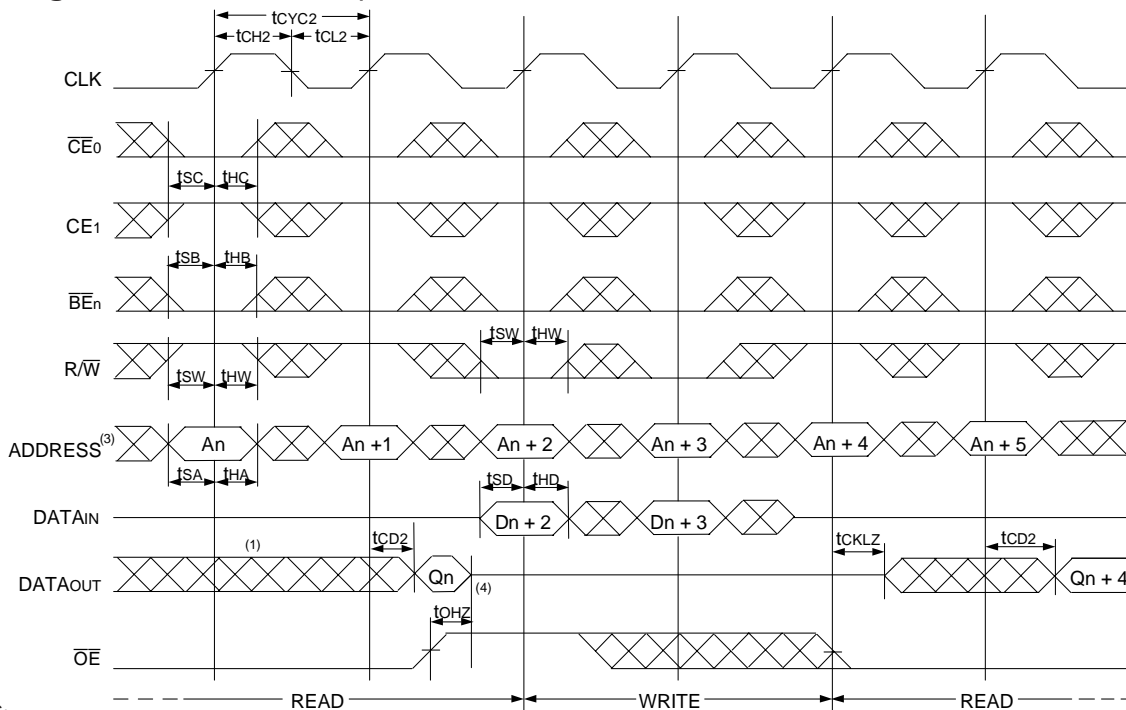 tCYC2
tCH2 tCL2
CLK
CE0
tSC tHC
CE1
tSB tHB
BEn
tSW tHW
R/W
tSW tHW
ADDRESS(3) An An + 1 An + 2 An + 3 An + 4 An + 5
tSA tHA tSD tHD
DATAIN Dn + 2 Dn + 3
(1) tCD2 tCKLZ tCD2
DATAOUT Qn (4) Qn + 4
tOHZ
OE
READ WRITE READ